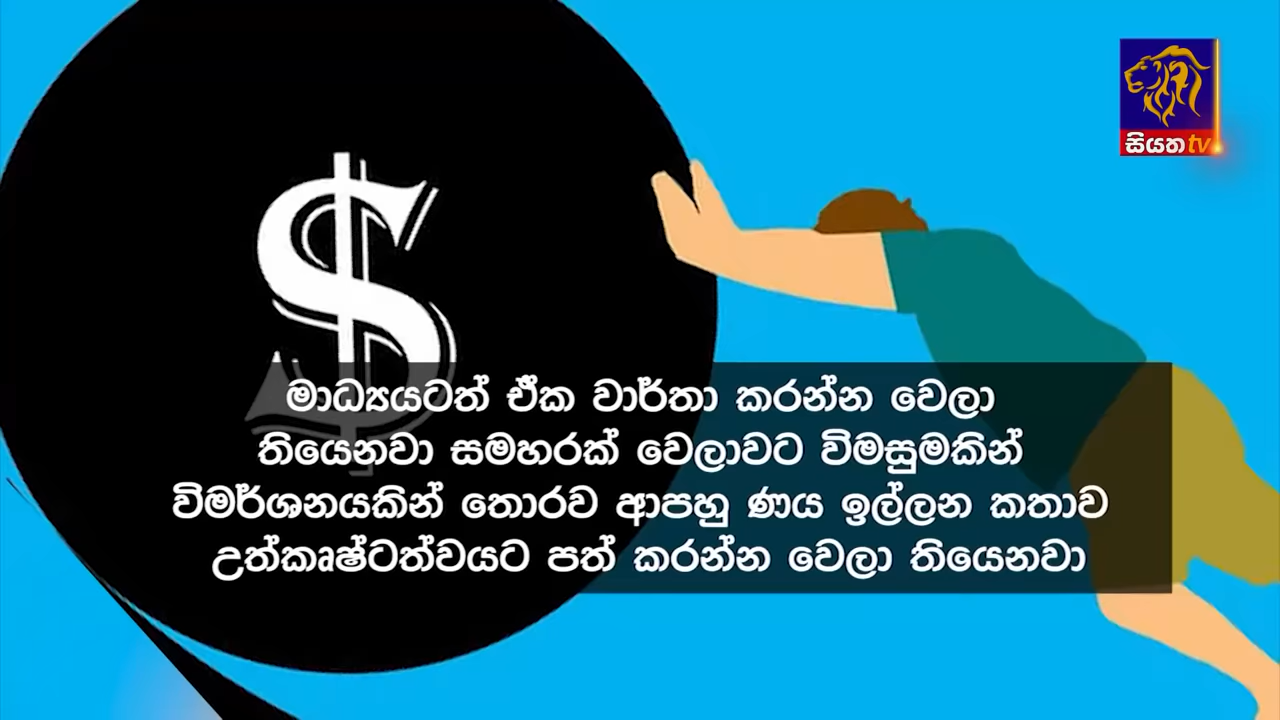 සියත tv
මාධ්‍යයටත් ඒක වාර්තා කරන්න වෙලා
තියෙනවා සමහරක් වෙලාවට විමසුමකින්
විමර්ශනයකින් තොරව ආපහු ණය ඉල්ලන කතාව
උත්කෘෂ්ටත්වයට පත් කරන්න වෙලා තියෙනවා
$